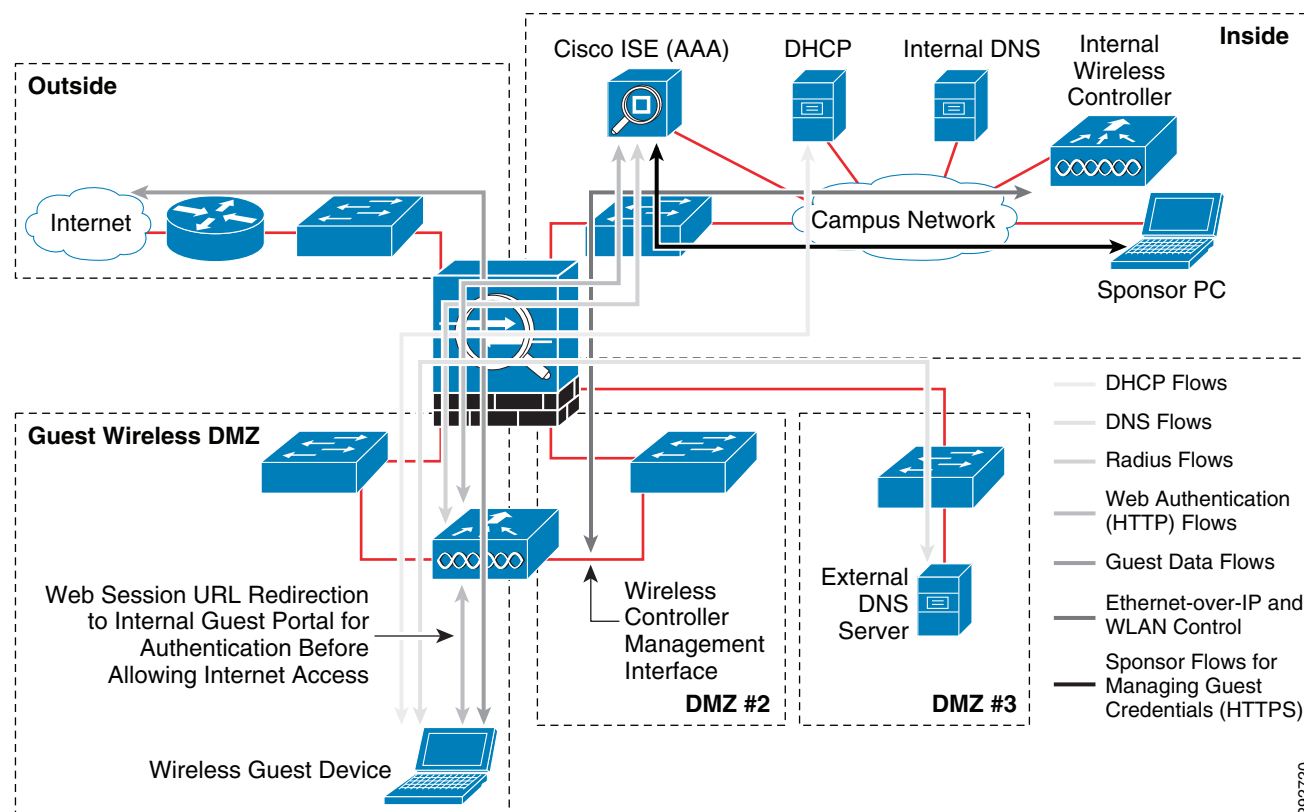 Inside
Cisco ISE (AAA)
DHCP
Internal DNS
Internal
Wireless
Controller
Outside
Internet
Campus Network
Sponsor PC
Guest Wireless DMZ
Web Session URL Redirection
to Internal Guest Portal for
Authentication Before
Allowing Internet Access
Wireless
Controller
Management
Interface
DMZ #2
External
DNS
Server
DMZ #3
DHCP Flows
DNS Flows
Radius Flows
Web Authentication
(HTTP) Flows
Guest Data Flows
Ethernet-over-IP and
WLAN Control
Sponsor Flows for
Managing Guest
Credentials (HTTPS)
Wireless Guest Device